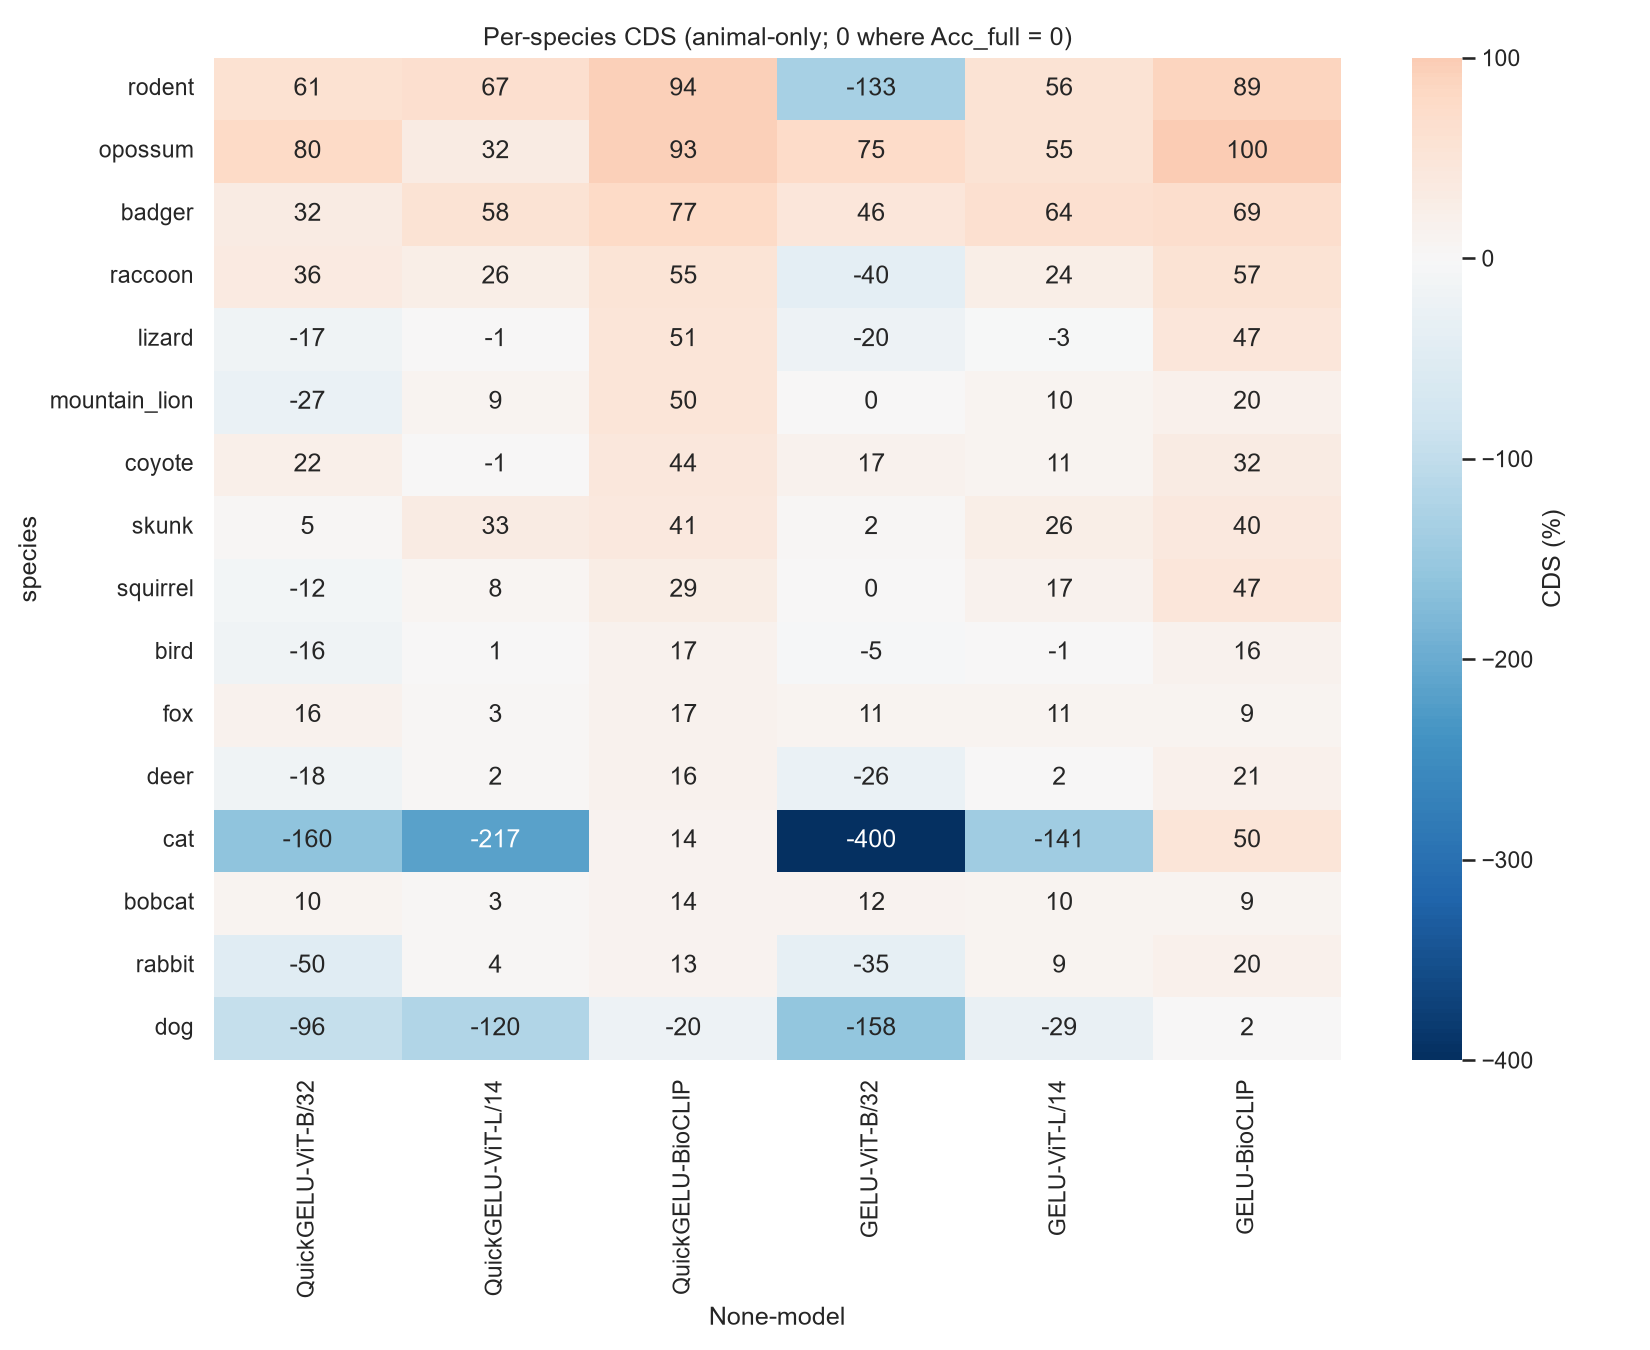 Per-species CDS (animal-only; 0 where Acc_full = 0)
rodent 61 67 94 -133 56 89
opossum 80 32 93 75 55 100
badger 32 58 77 46 64 69
raccoon 36 26 55 -40 24 57
lizard -17 -1 51 -20 -3 47
mountain_lion -27 9 50 0 10 20
coyote 22 -1 44 17 11 32
skunk 5 33 41 2 26 40
squirrel -12 8 29 0 17 47
bird -16 1 17 -5 -1 16
fox 16 3 17 11 11 9
deer -18 2 16 -26 2 21
cat -160 -217 14 -400 -141 50
bobcat 10 3 14 12 10 9
rabbit -50 4 13 -35 9 20
dog -96 -120 -20 -158 -29 2
species
QuickGELU-ViT-B/32
QuickGELU-ViT-L/14
QuickGELU-BioCLIP
GELU-ViT-B/32
GELU-ViT-L/14
GELU-BioCLIP
None-model
100
0
−100
−200
−300
−400
CDS (%)